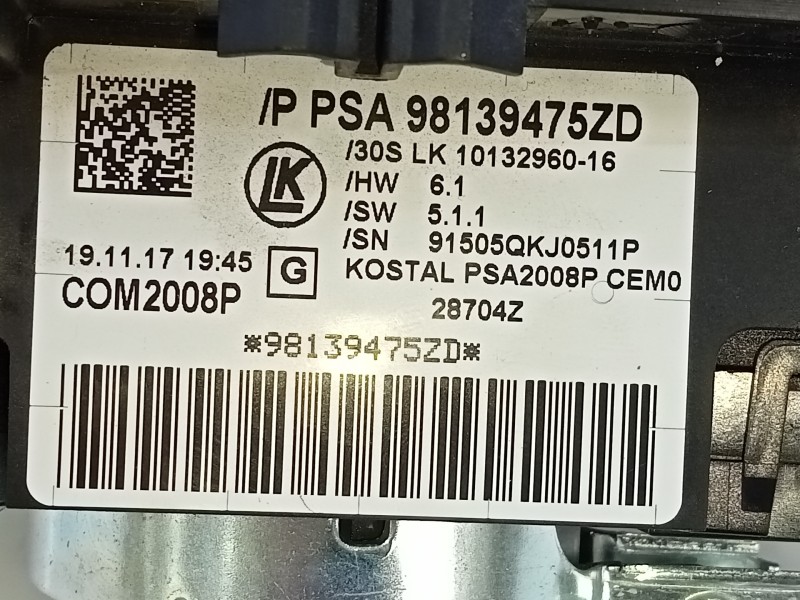 /P PSA 98139475ZD
/30S LK 10132960-16
LK
/HW 6.1
/SW 5.1.1
/SN 91505QKJ0511P
19.11.17 19:45
G
KOSTAL PSA2008P CEM0
COM2008P
28704Z
*98139475ZD*